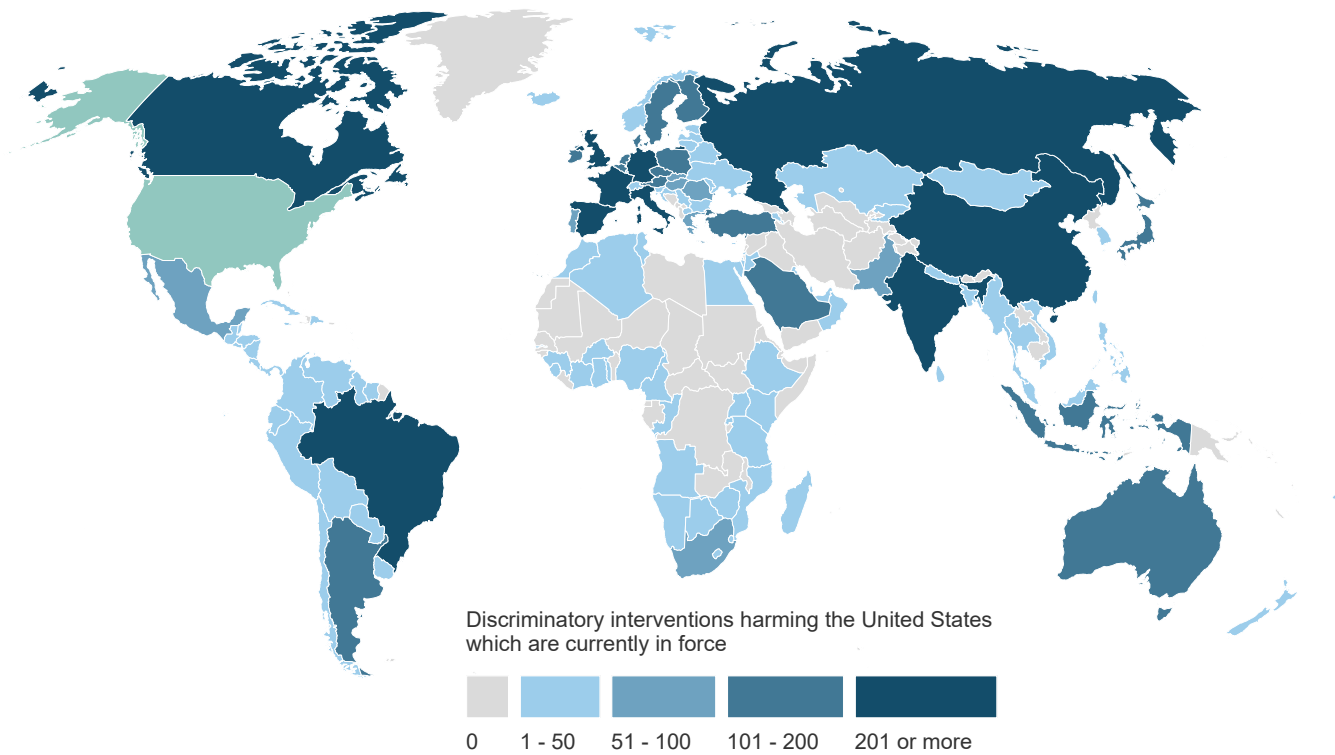 Discriminatory interventions harming the United States
which are currently in force
0 1 - 50 51 - 100 101 - 200 201 or more